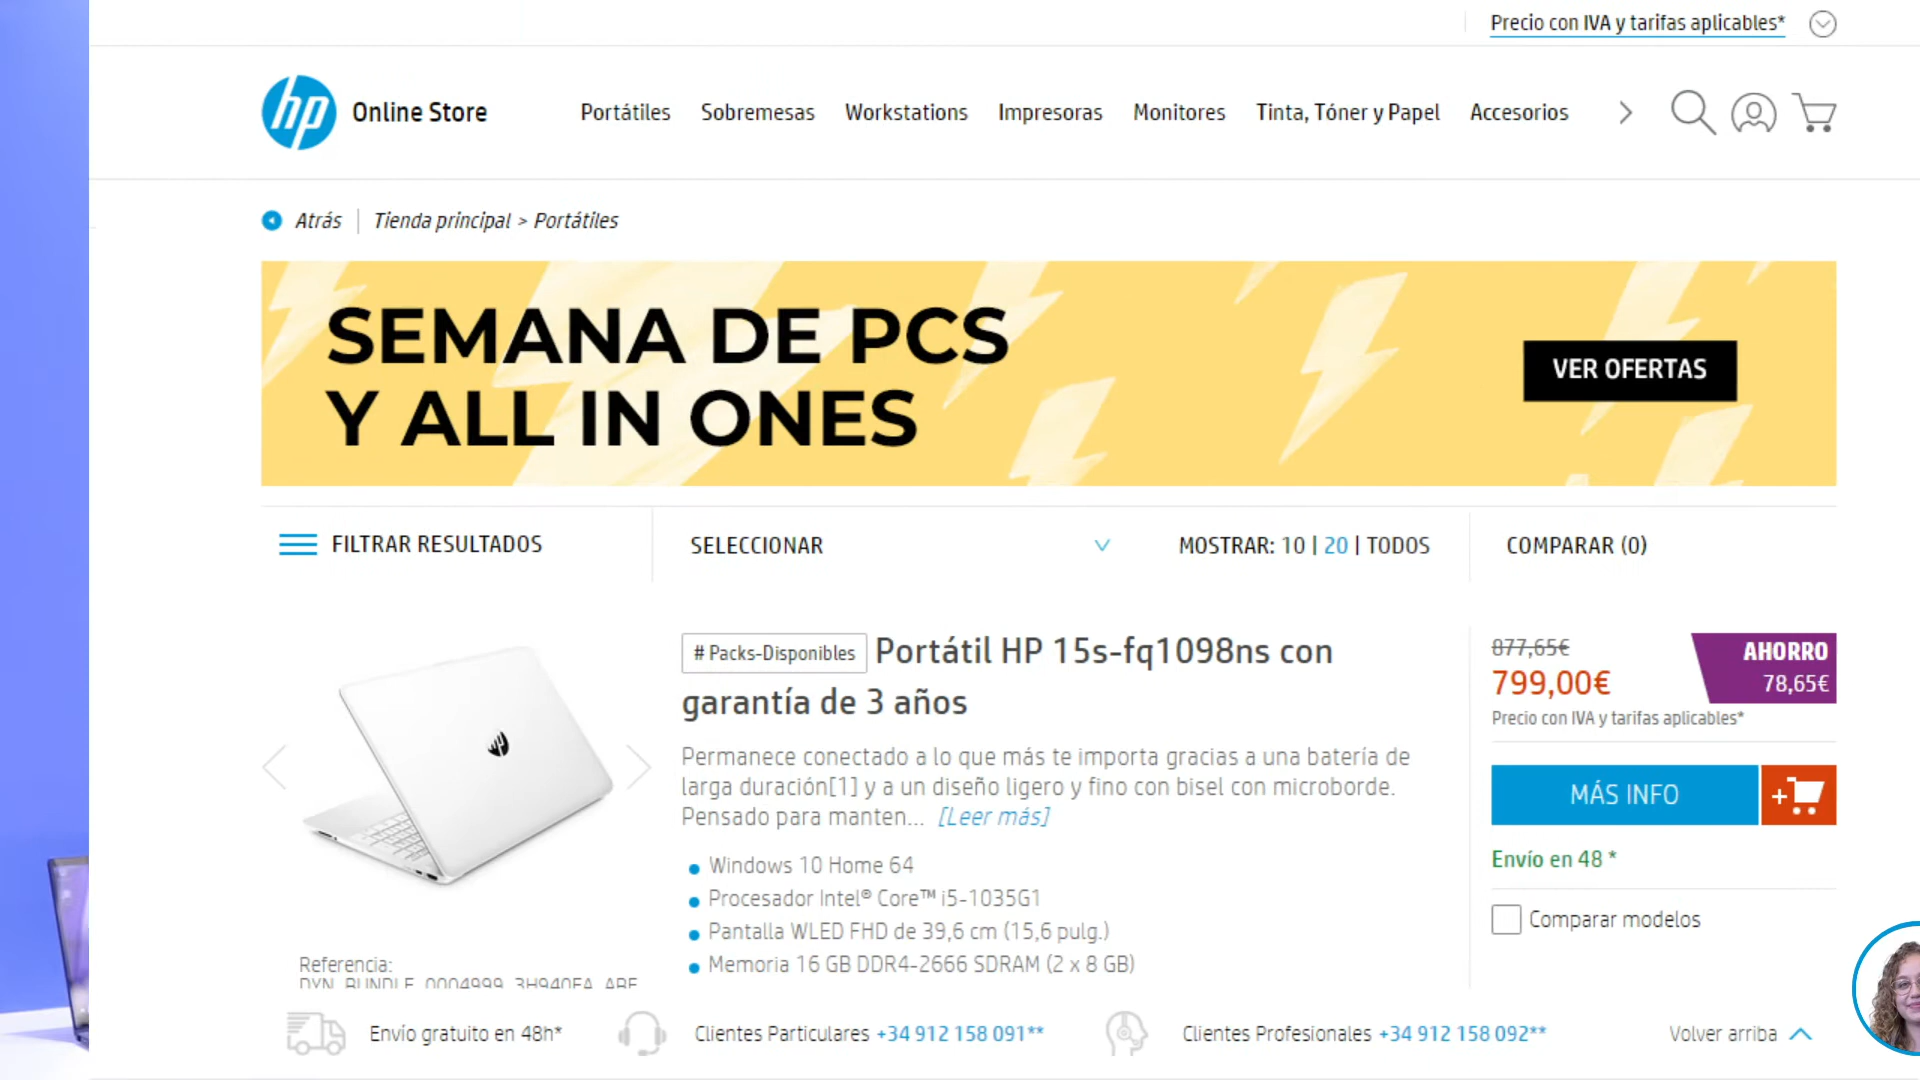 Precio con IVA y tarifas aplicables*
hp Online Store
Portátiles
Sobremesas
Workstations
Impresoras
Monitores
Tinta, Tóner y Papel
Accesorios
Atrás
Tienda principal > Portátiles
SEMANA DE PCS
Y ALL IN ONES
VER OFERTAS
FILTRAR RESULTADOS
SELECCIONAR
MOSTRAR: 10 | 20 | TODOS
COMPARAR (0)
# Packs-Disponibles Portátil HP 15s-fq1098ns con
garantía de 3 años
Permanece conectado a lo que más te importa gracias a una batería de
larga duración[1] y a un diseño ligero y fino con bisel con microborde.
Pensado para manten... [Leer más]
Windows 10 Home 64
Procesador Intel® Core™ i5-1035G1
Pantalla WLED FHD de 39,6 cm (15,6 pulg.)
Memoria 16 GB DDR4-2666 SDRAM (2 x 8 GB)
Referencia:
DYN_BUNDLE_0004999_3H940EA_ABE
877,65€
799,00€
AHORRO
78,65€
Precio con IVA y tarifas aplicables*
MÁS INFO
+
Envío en 48 *
Comparar modelos
Envío gratuito en 48h*
Clientes Particulares +34 912 158 091**
Clientes Profesionales +34 912 158 092**
Volver arriba